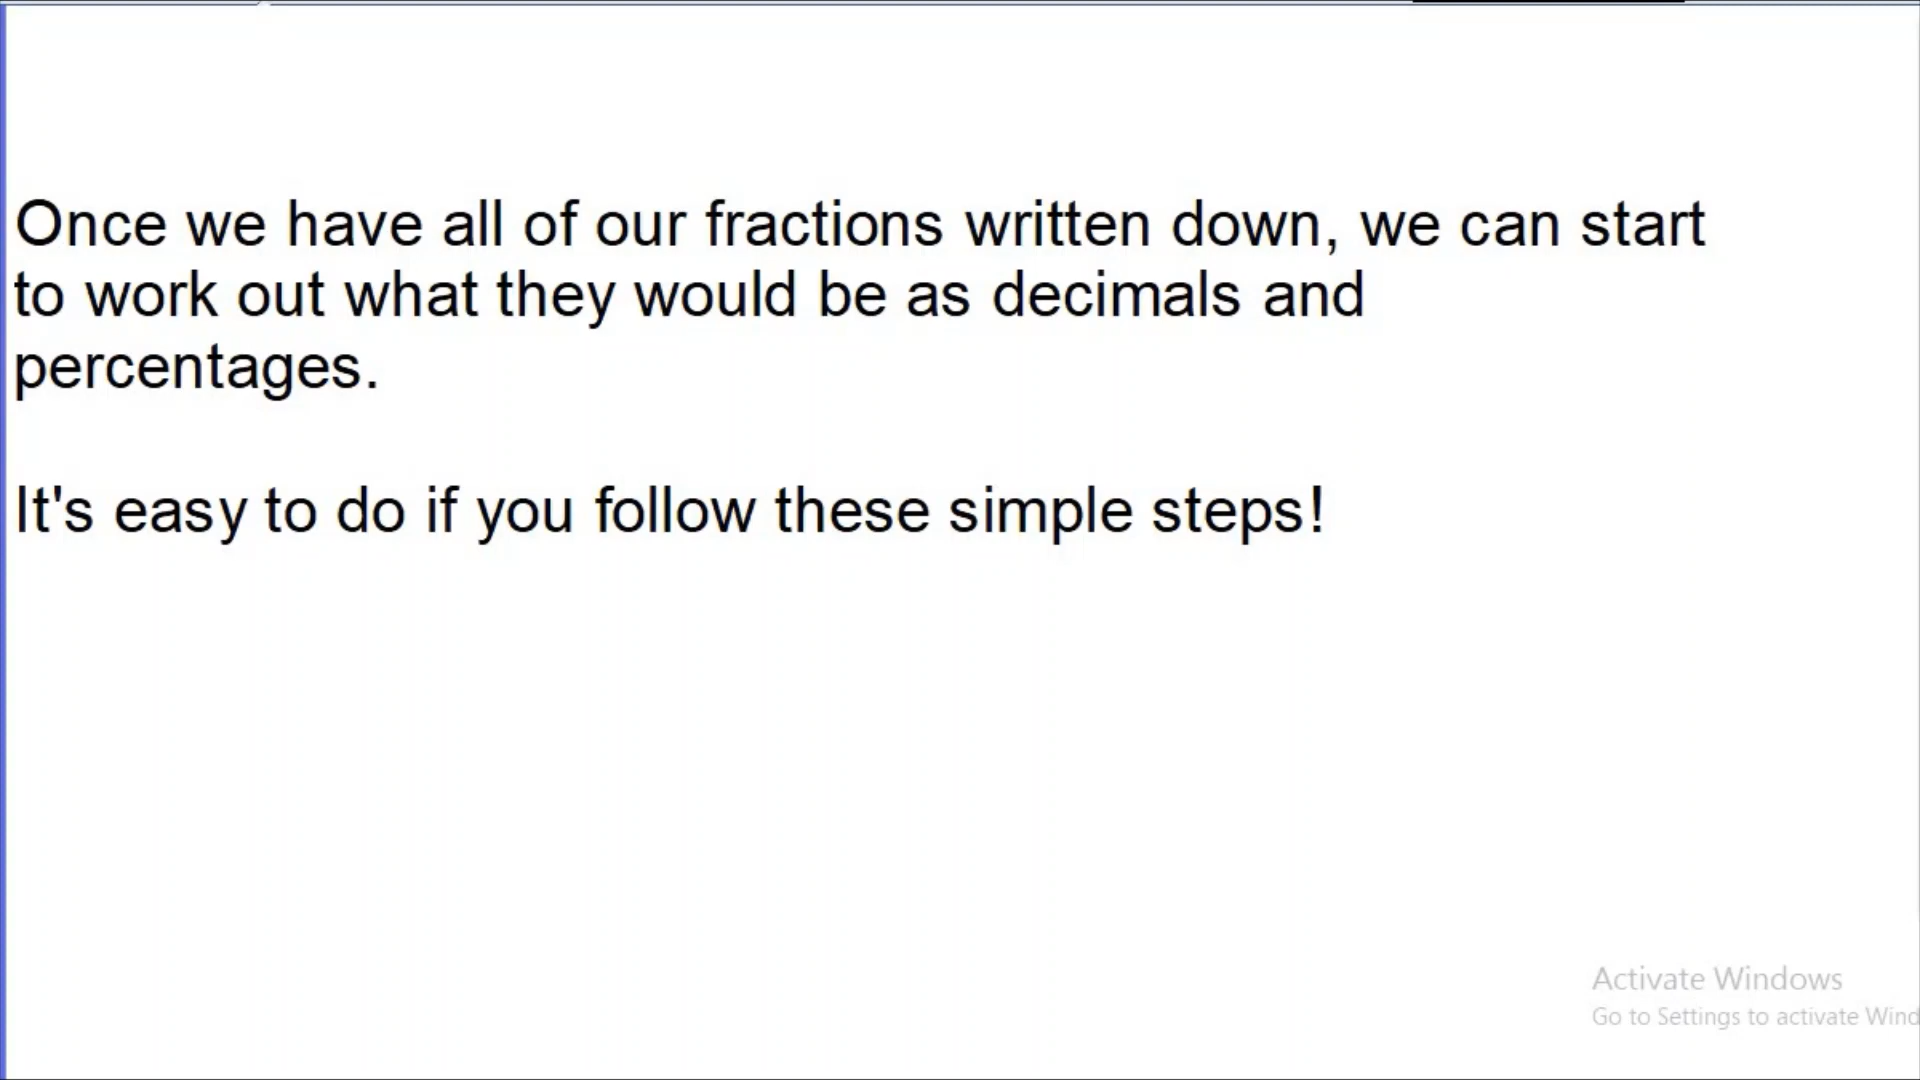 Once we have all of our fractions written down, we can start
to work out what they would be as decimals and
percentages.
It's easy to do if you follow these simple steps!
Activate Windows
Go to Settings to activate Wind